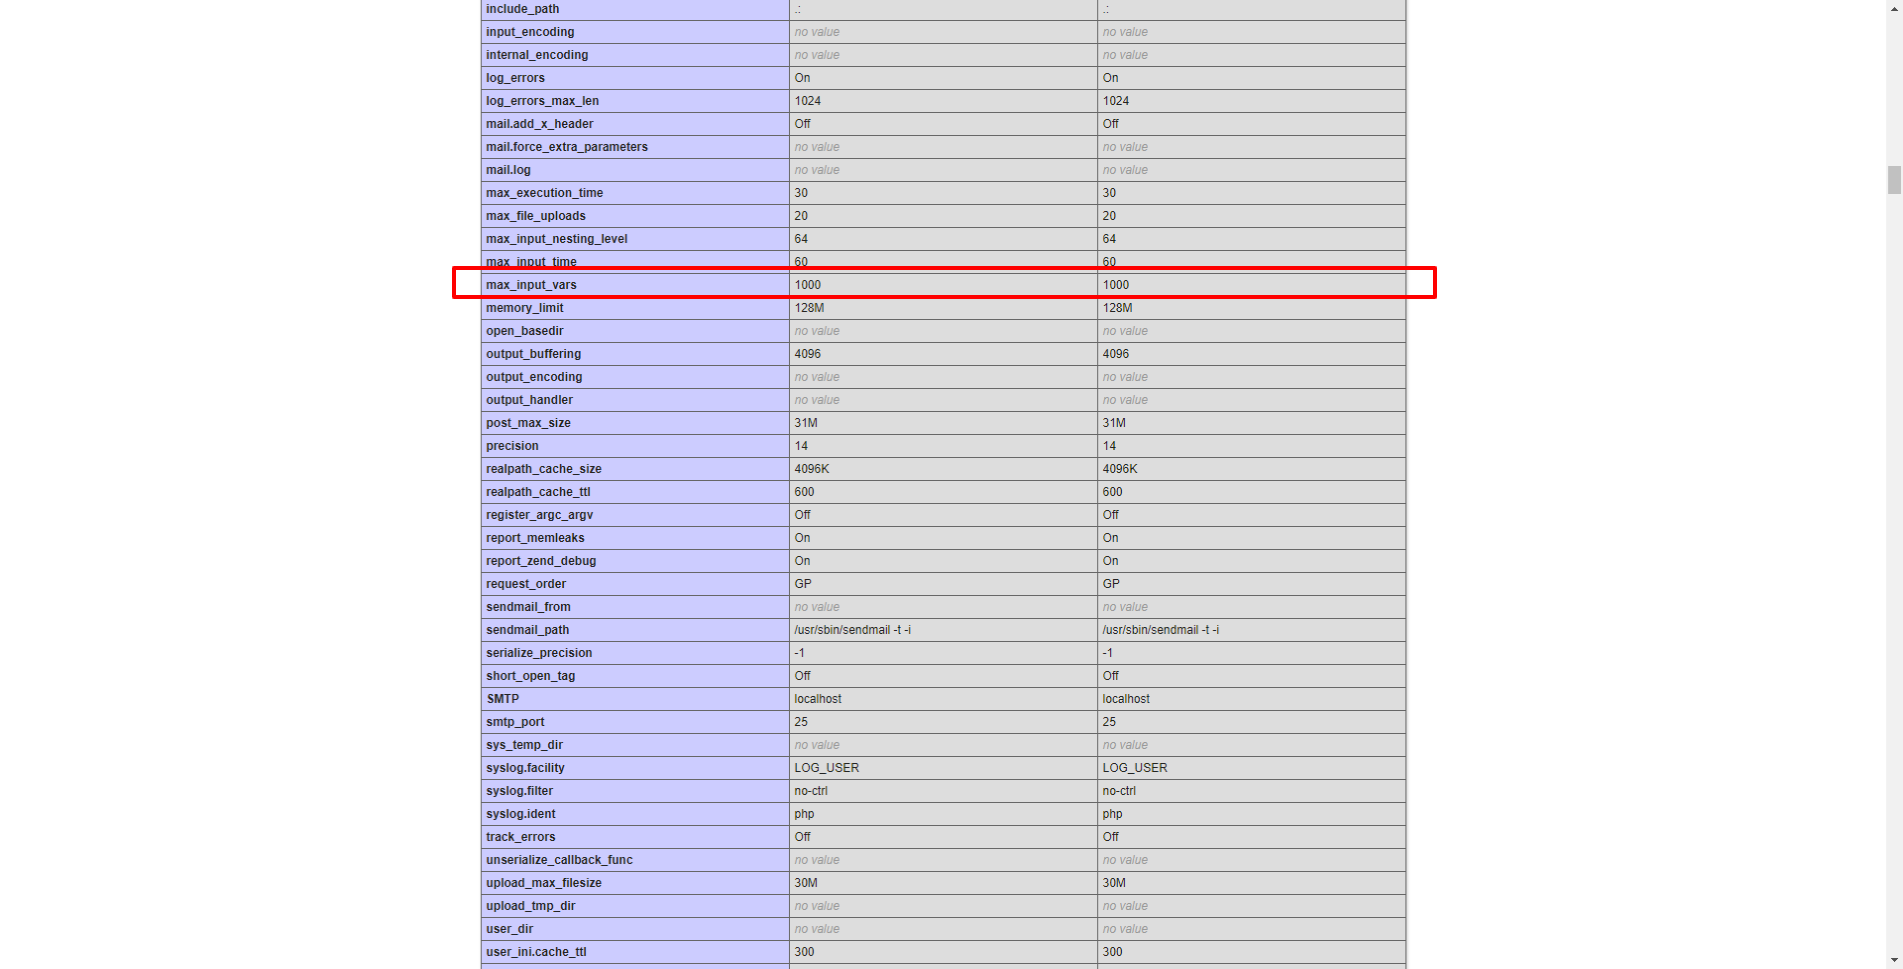 include_path .: .:
input_encoding no value no value
internal_encoding no value no value
log_errors On On
log_errors_max_len 1024 1024
mail.add_x_header Off Off
mail.force_extra_parameters no value no value
mail.log no value no value
max_execution_time 30 30
max_file_uploads 20 20
max_input_nesting_level 64 64
max_input_time 60 60
max_input_vars 1000 1000
memory_limit 128M 128M
open_basedir no value no value
output_buffering 4096 4096
output_encoding no value no value
output_handler no value no value
post_max_size 31M 31M
precision 14 14
realpath_cache_size 4096K 4096K
realpath_cache_ttl 600 600
register_argc_argv Off Off
report_memleaks On On
report_zend_debug On On
request_order GP GP
sendmail_from no value no value
sendmail_path /usr/sbin/sendmail -t -i /usr/sbin/sendmail -t -i
serialize_precision -1 -1
short_open_tag Off Off
SMTP localhost localhost
smtp_port 25 25
sys_temp_dir no value no value
syslog.facility LOG_USER LOG_USER
syslog.filter no-ctrl no-ctrl
syslog.ident php php
track_errors Off Off
unserialize_callback_func no value no value
upload_max_filesize 30M 30M
upload_tmp_dir no value no value
user_dir no value no value
user_ini.cache_ttl 300 300